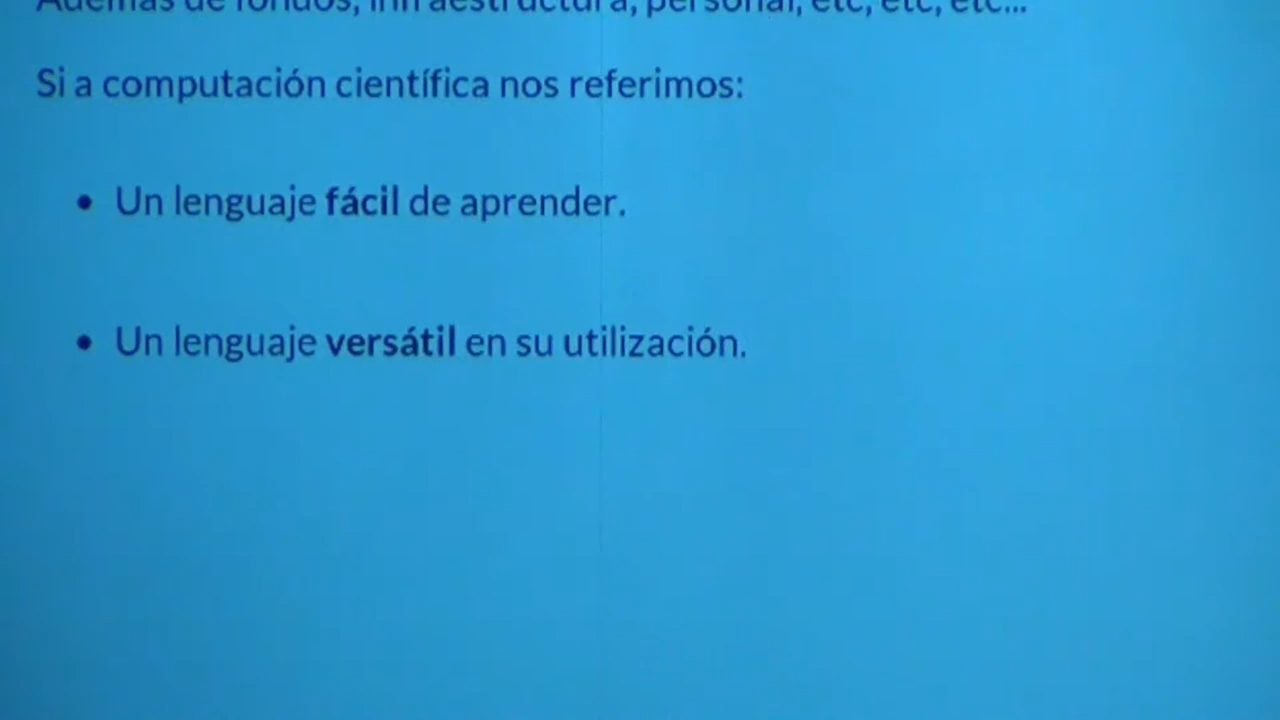 Además de fondos, infraestructura, personal, etc, etc, etc...
Si a computación científica nos referimos:
• Un lenguaje fácil de aprender.
• Un lenguaje versátil en su utilización.